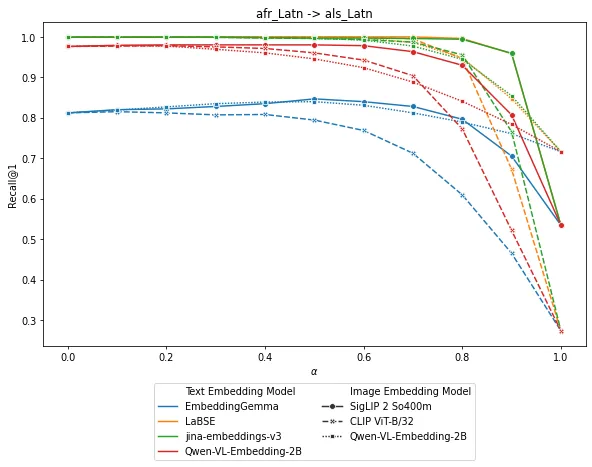 afr_Latn -> als_Latn
Recall@1
1.0
0.9
0.8
0.7
0.6
0.5
0.4
0.3
0.0 0.2 0.4 0.6 0.8 1.0
α
Text Embedding Model
EmbeddingGemma
LaBSE
jina-embeddings-v3
Qwen-VL-Embedding-2B
Image Embedding Model
SigLIP 2 So400m
CLIP ViT-B/32
Qwen-VL-Embedding-2B